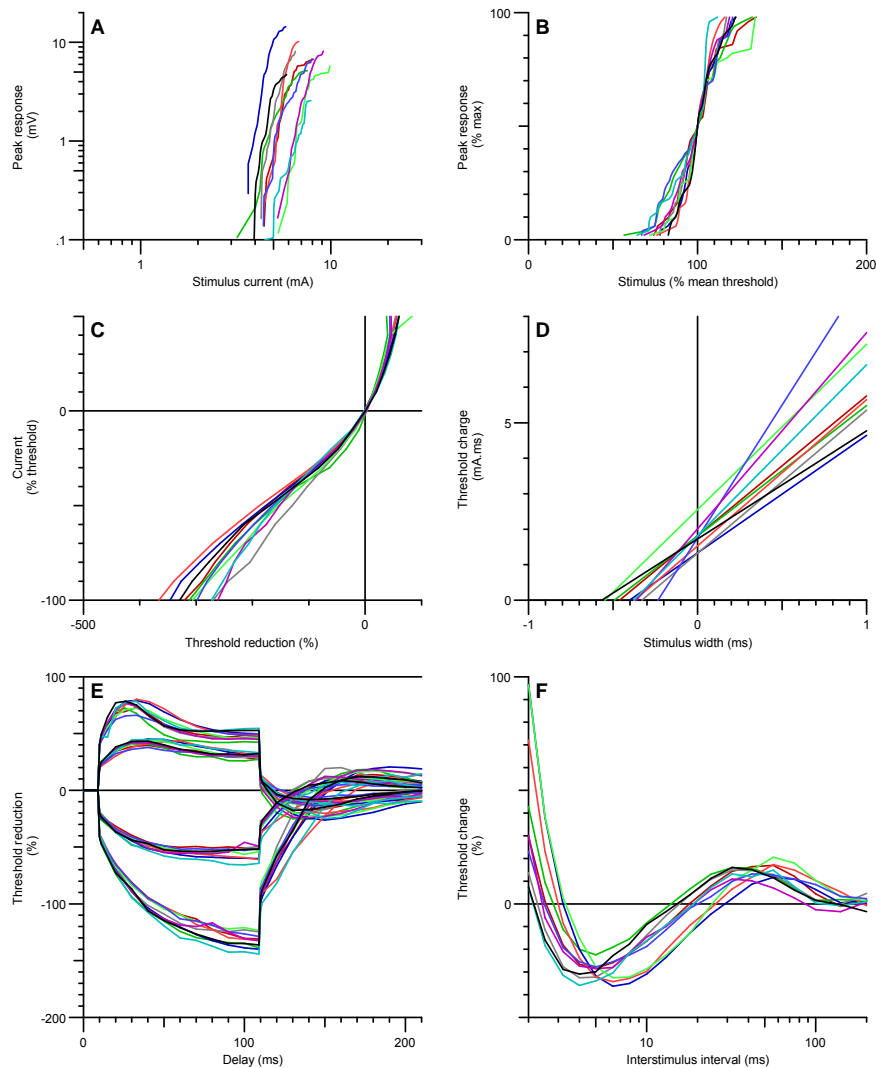 A
10
1
.1
Peak response
(mV)
1
10
Stimulus current (mA)
B
100
0
Peak response
(% max)
0
100
200
Stimulus (% mean threshold)
C
0
-100
Current
(% threshold)
-500
0
Threshold reduction (%)
D
5
0
Threshold charge
(mA.ms)
-1
0
1
Stimulus width (ms)
E
100
0
-100
-200
Threshold reduction
(%)
0
100
200
Delay (ms)
F
100
0
Threshold change
(%)
10
100
Interstimulus interval (ms)